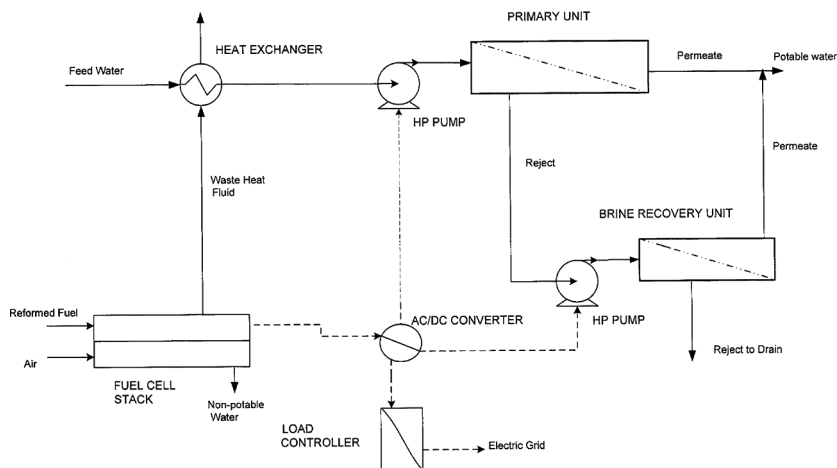 PRIMARY UNIT
HEAT EXCHANGER
Feed Water
Permeate
Potable water
HP PUMP
Permeate
Reject
Waste Heat
Fluid
BRINE RECOVERY UNIT
Reformed Fuel
AC/DC CONVERTER
HP PUMP
Air
Reject to Drain
FUEL CELL
STACK
Non-potable
Water
LOAD
CONTROLLER
Electric Grid